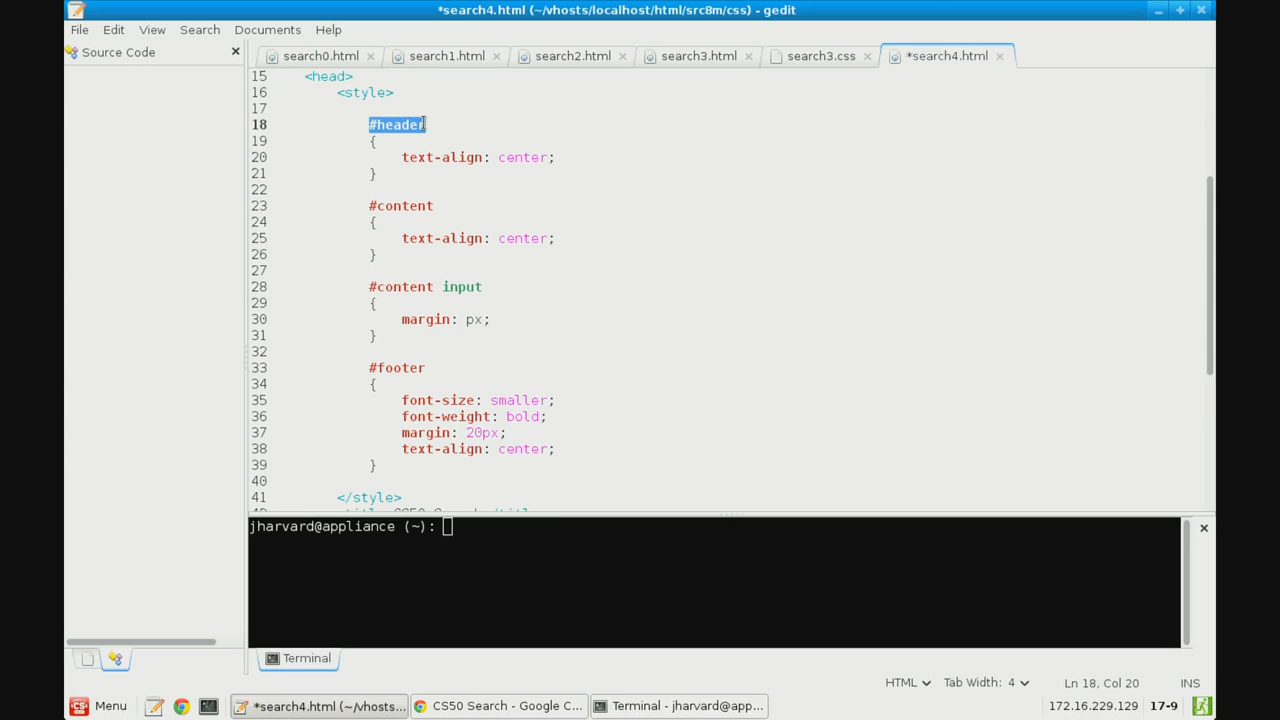 *search4.html (~/vhosts/localhost/html/src8m/css) - gedit
File Edit View Search Documents Help
Source Code
search0.html search1.html search2.html search3.html search3.css *search4.html
15 <head>
16 <style>
17
18 #header
19 {
20 text-align: center;
21 }
22
23 #content
24 {
25 text-align: center;
26 }
27
28 #content input
29 {
30 margin: px;
31 }
32
33 #footer
34 {
35 font-size: smaller;
36 font-weight: bold;
37 margin: 20px;
38 text-align: center;
39 }
40
41 </style>
jharvard@appliance (~):
Terminal
HTML Tab Width: 4 Ln 18, Col 20 INS
Menu *search4.html (~/vhosts... CS50 Search - Google C... Terminal - jharvard@app... 172.16.229.129 17-9